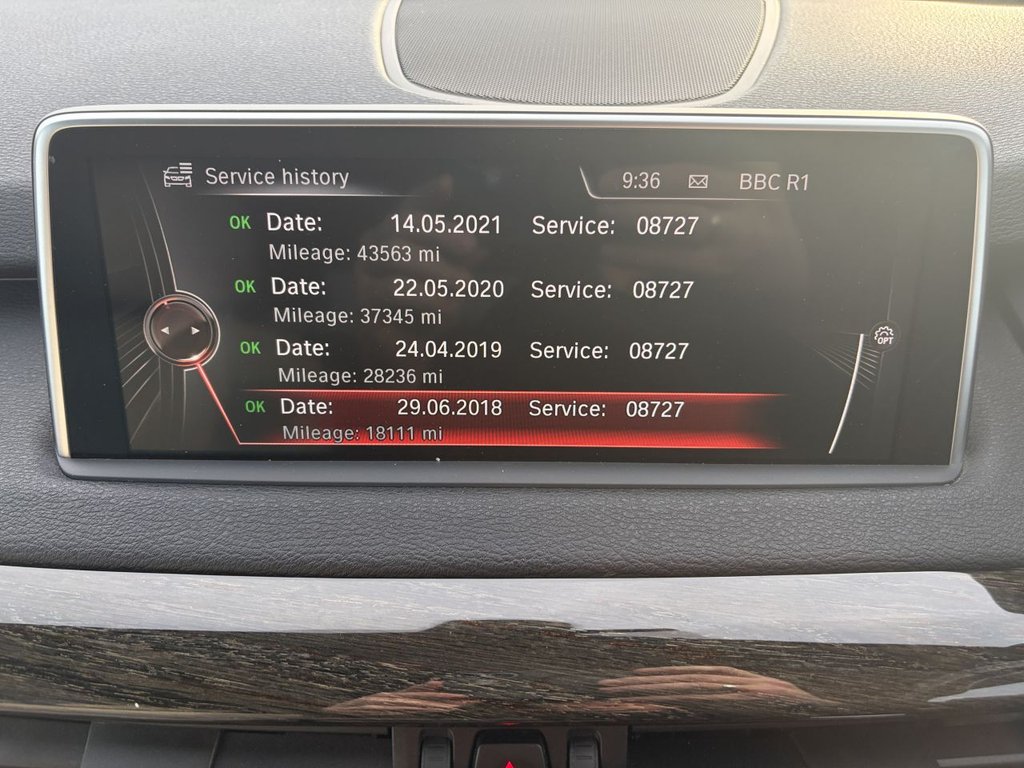 Service history 9:36 BBC R1
OK Date: 14.05.2021 Service: 08727
Mileage: 43563 mi
OK Date: 22.05.2020 Service: 08727
Mileage: 37345 mi
OK Date: 24.04.2019 Service: 08727
Mileage: 28236 mi
OPT
OK Date: 29.06.2018 Service: 08727
Mileage: 18111 mi